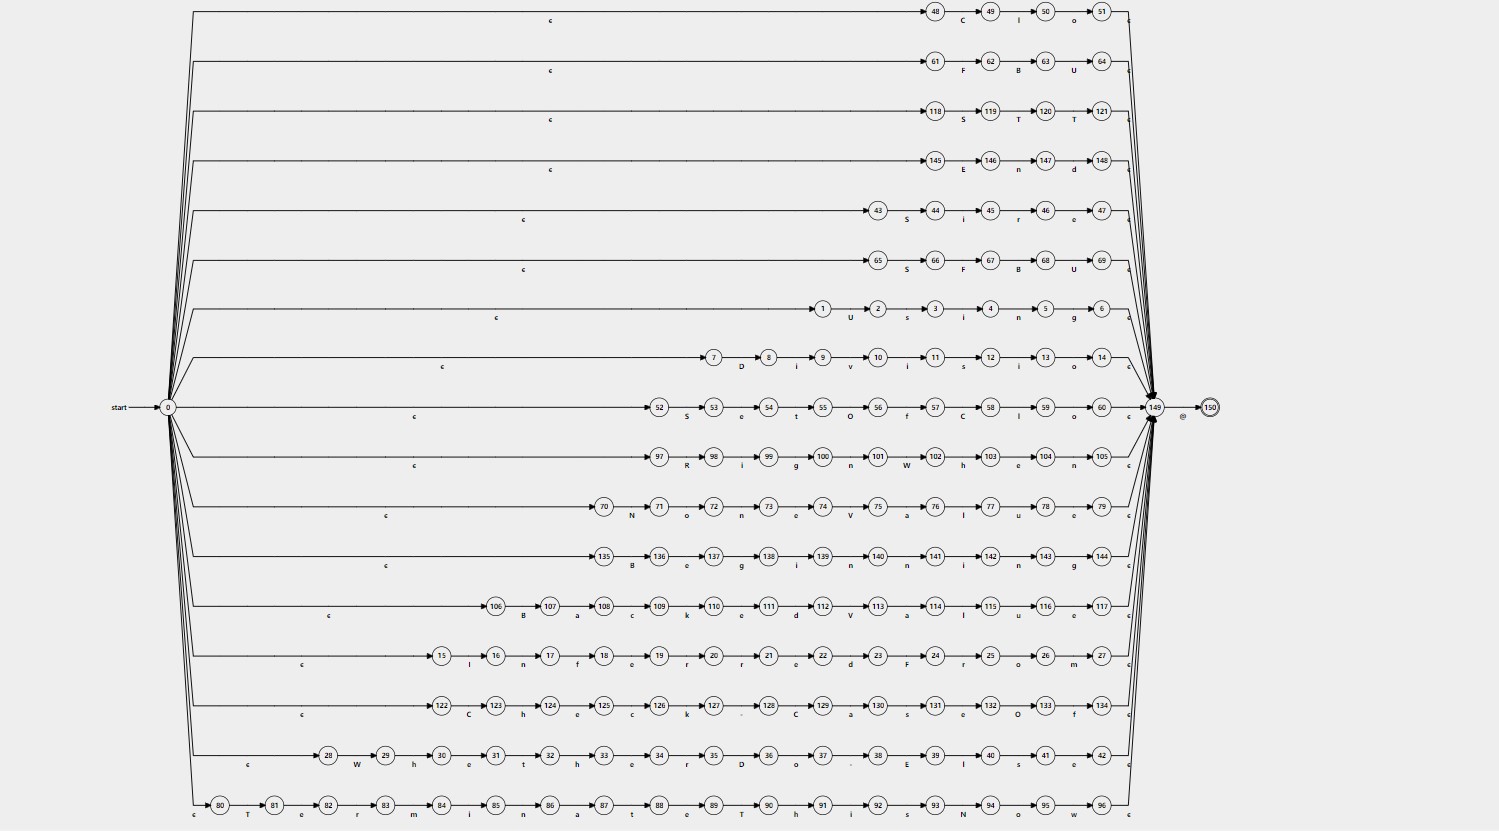 48 49 50 51
ϵ C l o ϵ
61 62 63 64
ϵ F B U ϵ
118 119 120 121
ϵ S T T ϵ
145 146 147 148
ϵ E n d ϵ
43 44 45 46 47
ϵ S i r e ϵ
65 66 67 68 69
ϵ S F B U ϵ
1 2 3 4 5 6
ϵ U s i n g ϵ
7 8 9 10 11 12 13 14
ϵ D i v i s i o ϵ
start 0 52 53 54 55 56 57 58 59 60 149 150
ϵ S e t O f C l o ϵ @
97 98 99 100 101 102 103 104 105
ϵ R i g n W h e n ϵ
70 71 72 73 74 75 76 77 78 79
ϵ N o n e V a l u e ϵ
135 136 137 138 139 140 141 142 143 144
ϵ B e g i n n i n g ϵ
106 107 108 109 110 111 112 113 114 115 116 117
ϵ B a c k e d V a l u e ϵ
15 16 17 18 19 20 21 22 23 24 25 26 27
ϵ I n f e r r e d F r o m ϵ
122 123 124 125 126 127 128 129 130 131 132 133 134
ϵ C h e c k - C a s e O f ϵ
28 29 30 31 32 33 34 35 36 37 38 39 40 41 42
ϵ W h e t h e r D o - E l s e ϵ
80 81 82 83 84 85 86 87 88 89 90 91 92 93 94 95 96
ϵ T e r m i n a t e T h i s N o w ϵ